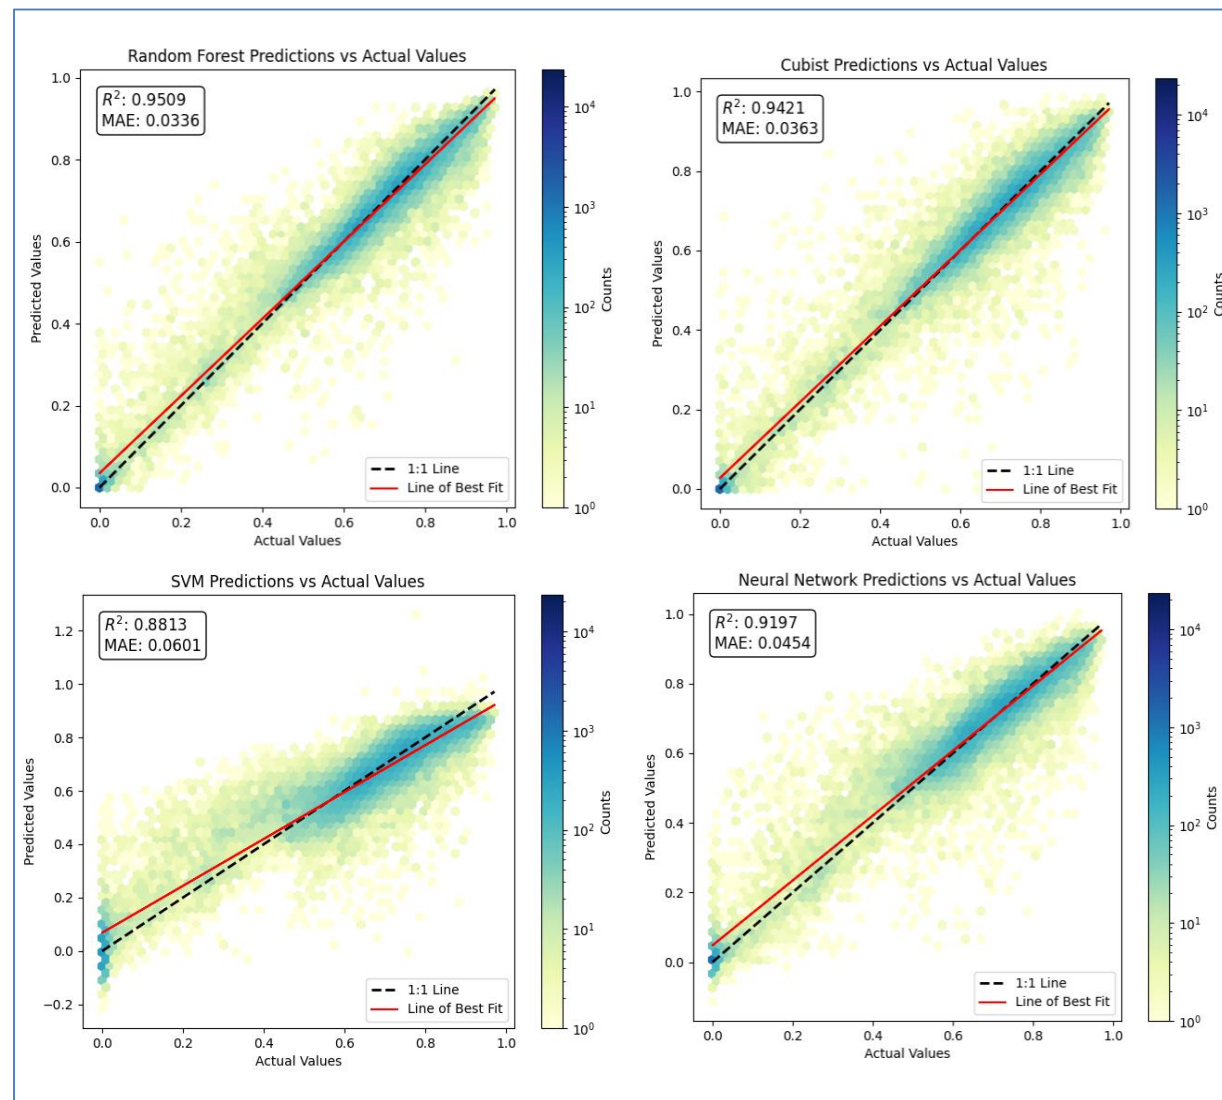 Random Forest Predictions vs Actual Values
R²: 0.9509
MAE: 0.0336
1.0
0.8
0.6
0.4
0.2
0.0
Predicted Values
0.0 0.2 0.4 0.6 0.8 1.0
Actual Values
1:1 Line
Line of Best Fit
10⁴
10³
10²
10¹
10⁰
Counts
Cubist Predictions vs Actual Values
R²: 0.9421
MAE: 0.0363
1.0
0.8
0.6
0.4
0.2
0.0
Predicted Values
0.0 0.2 0.4 0.6 0.8 1.0
Actual Values
1:1 Line
Line of Best Fit
10⁴
10³
10²
10¹
10⁰
Counts
SVM Predictions vs Actual Values
R²: 0.8813
MAE: 0.0601
1.2
1.0
0.8
0.6
0.4
0.2
0.0
−0.2
Predicted Values
0.0 0.2 0.4 0.6 0.8 1.0
Actual Values
1:1 Line
Line of Best Fit
10⁴
10³
10²
10¹
10⁰
Counts
Neural Network Predictions vs Actual Values
R²: 0.9197
MAE: 0.0454
1.0
0.8
0.6
0.4
0.2
0.0
Predicted Values
0.0 0.2 0.4 0.6 0.8 1.0
Actual Values
1:1 Line
Line of Best Fit
10⁴
10³
10²
10¹
10⁰
Counts